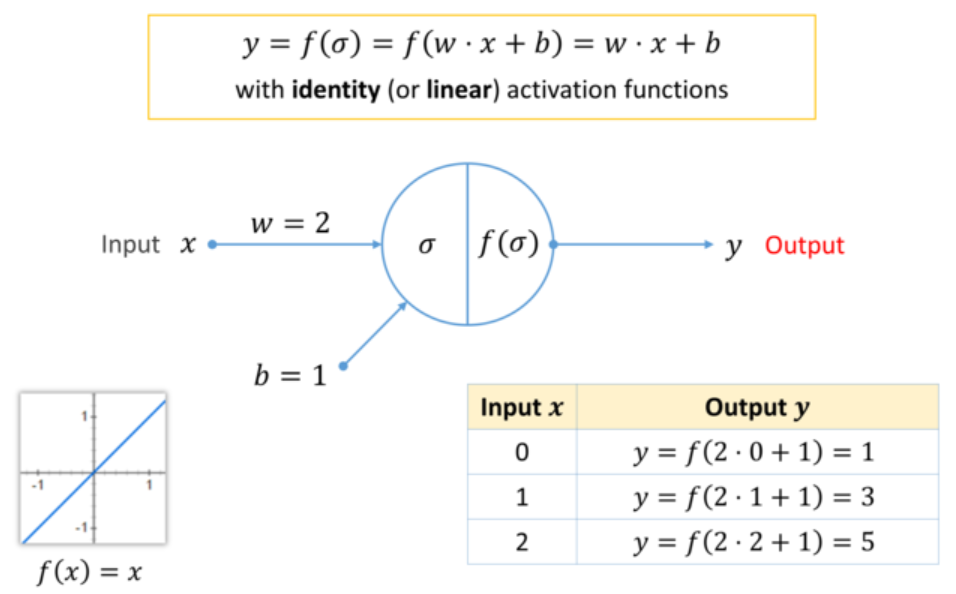 y = f(σ) = f(w · x + b) = w · x + b
with identity (or linear) activation functions
w = 2
Input x
σ
f(σ)
y Output
b = 1
1
-1
1
-1
f(x) = x
Input x Output y
0 y = f(2 · 0 + 1) = 1
1 y = f(2 · 1 + 1) = 3
2 y = f(2 · 2 + 1) = 5